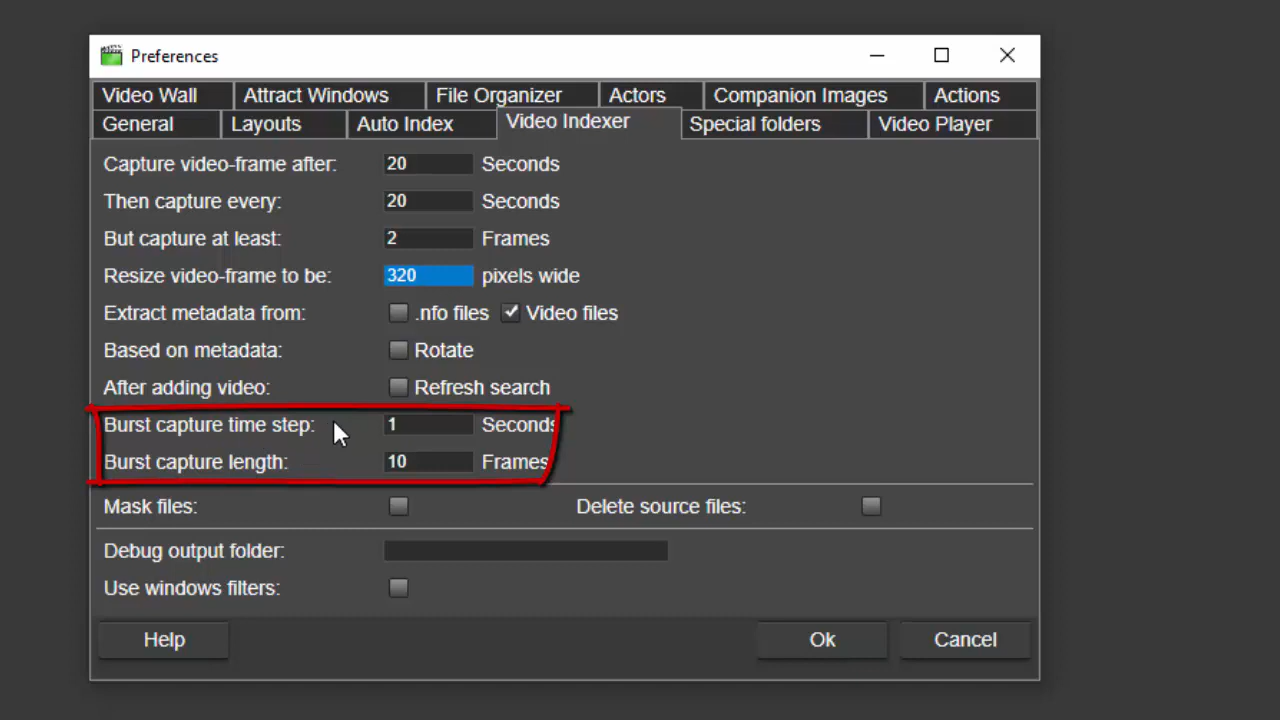 Preferences
Video Wall Attract Windows File Organizer Actors Companion Images Actions
General Layouts Auto Index Video Indexer Special folders Video Player
Capture video-frame after: 20 Seconds
Then capture every: 20 Seconds
But capture at least: 2 Frames
Resize video-frame to be: 320 pixels wide
Extract metadata from: .nfo files Video files
Based on metadata: Rotate
After adding video: Refresh search
Burst capture time step: 1 Seconds
Burst capture length: 10 Frames
Mask files: Delete source files:
Debug output folder:
Use windows filters:
Help Ok Cancel